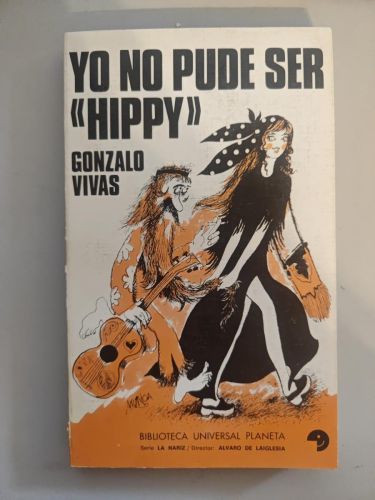 YO NO PUDE SER
«HIPPY»
GONZALO
VIVAS
BIBLIOTECA UNIVERSAL PLANETA
Serie LA NARIZ / Director: ALVARO DE LAIGLESIA